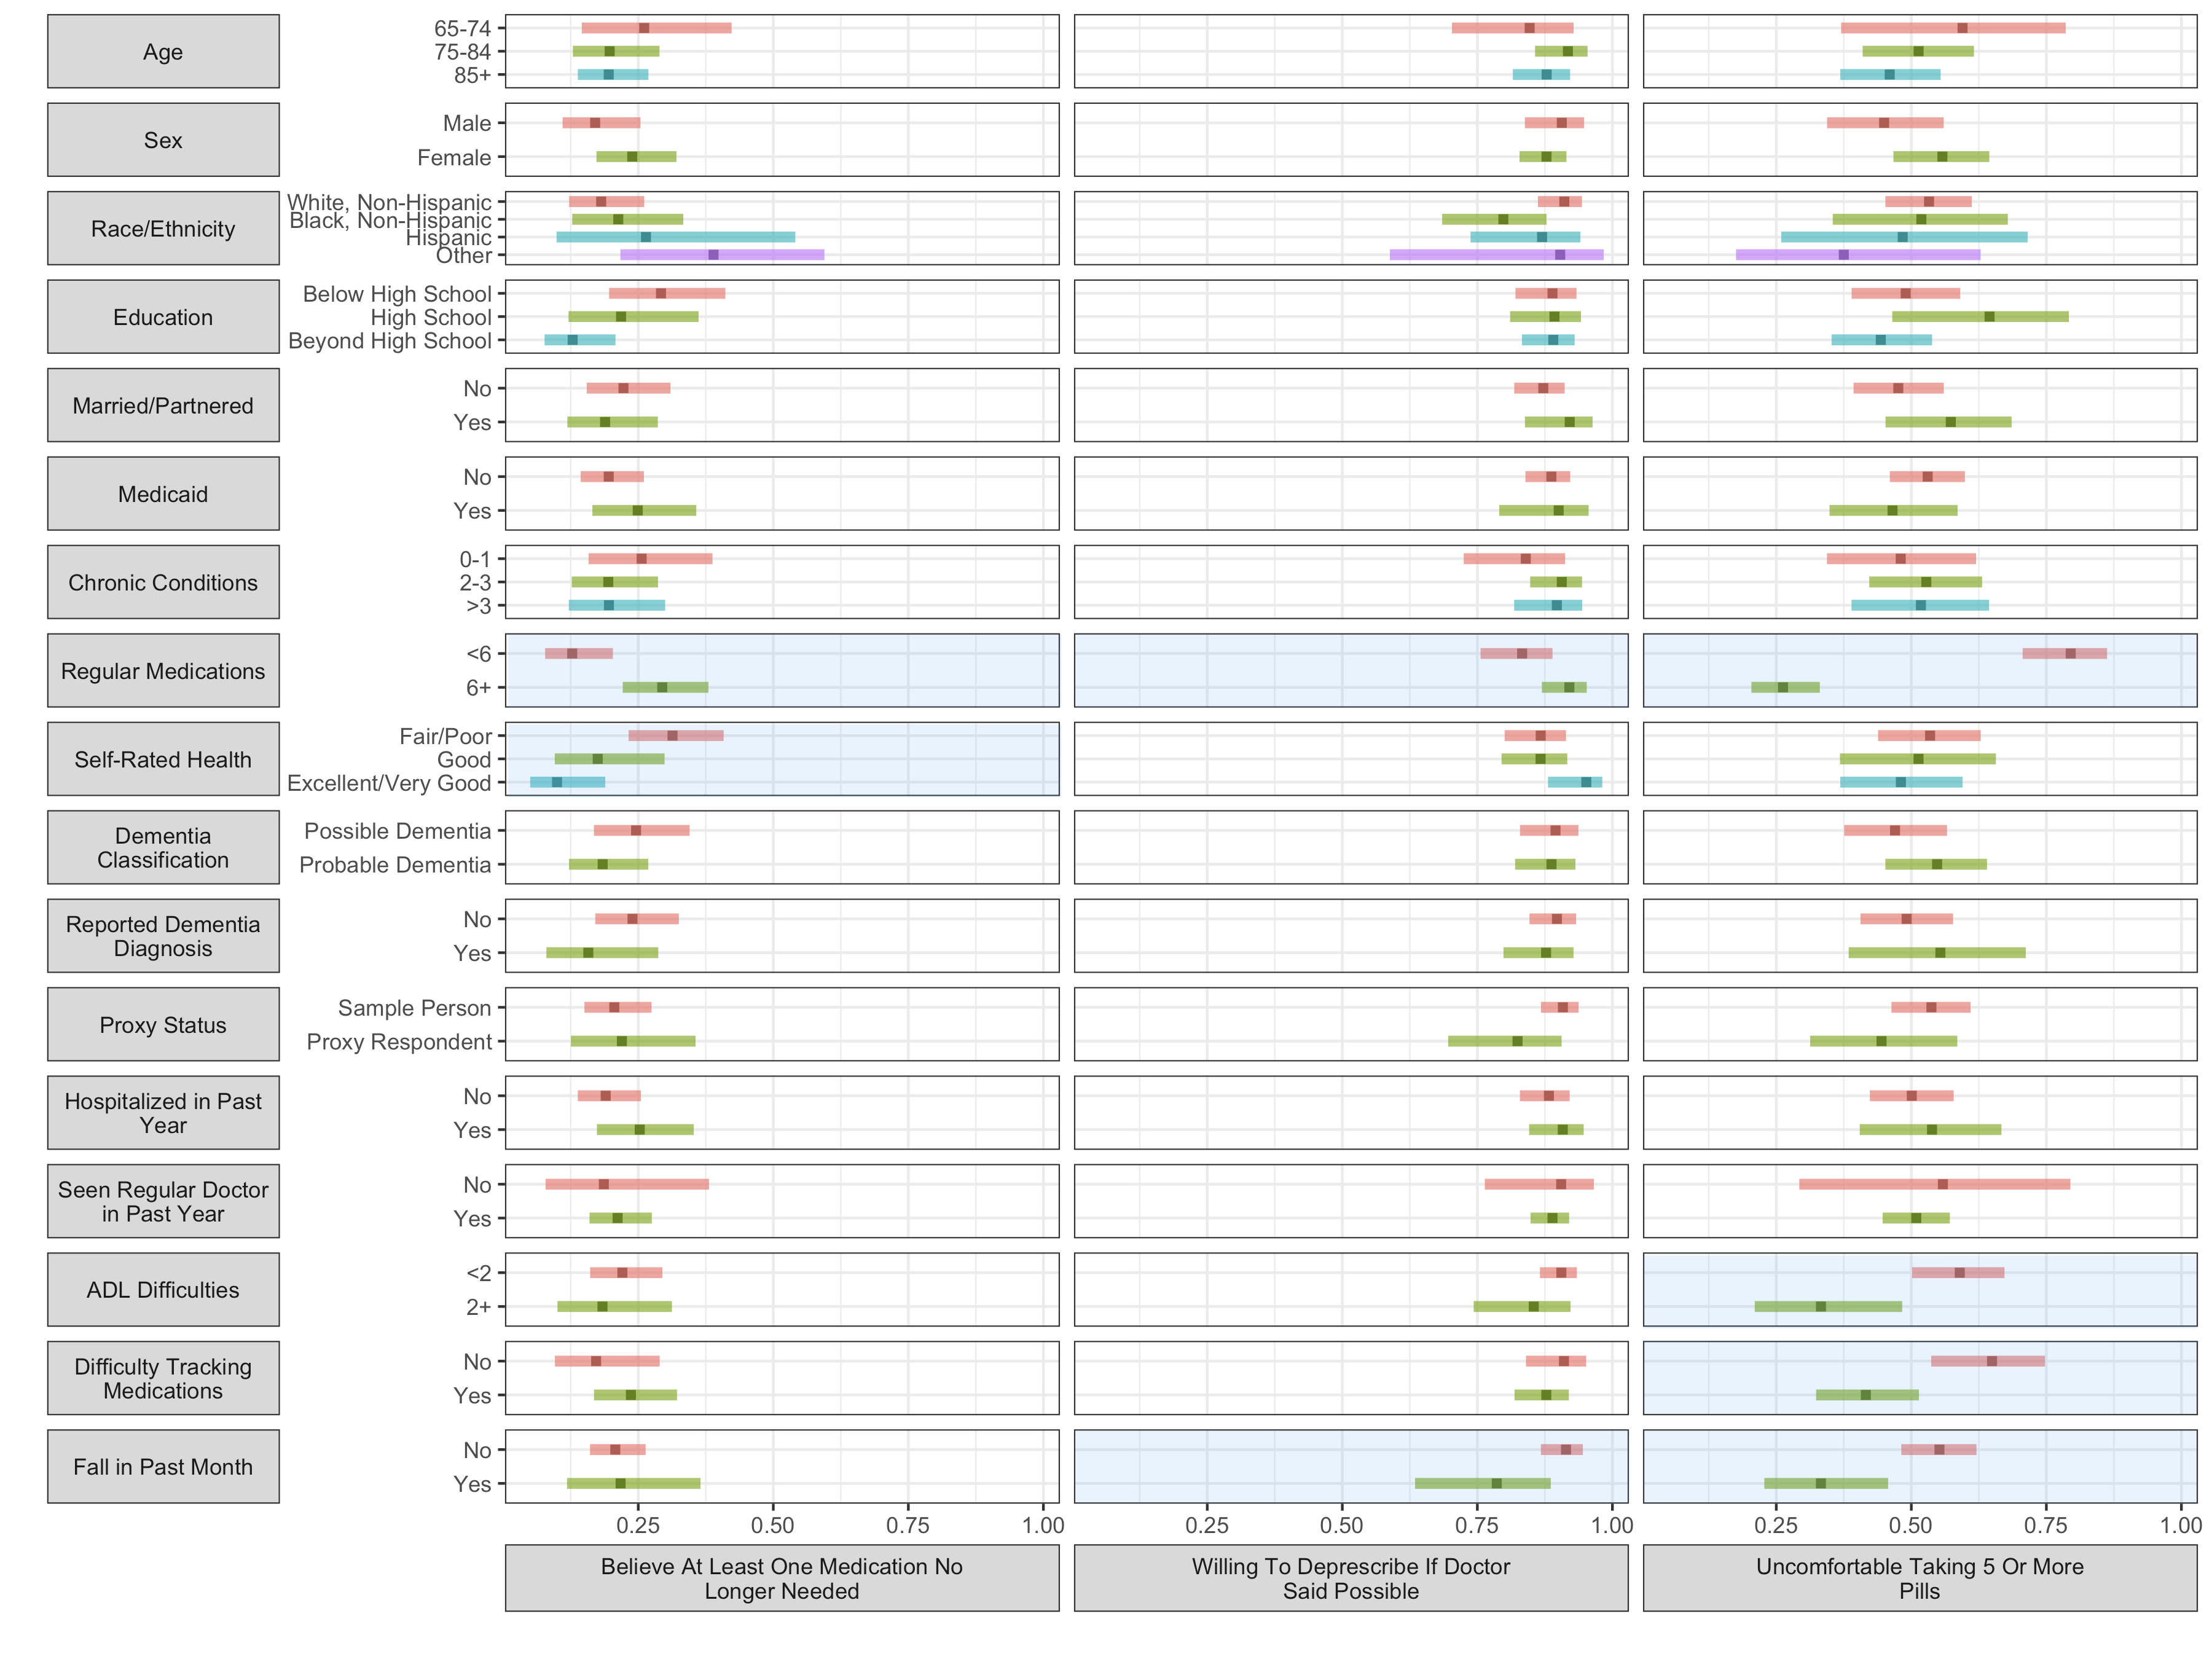 Age
65-74
75-84
85+
Sex
Male
Female
Race/Ethnicity
White, Non-Hispanic
Black, Non-Hispanic
Hispanic
Other
Education
Below High School
High School
Beyond High School
Married/Partnered
No
Yes
Medicaid
No
Yes
Chronic Conditions
0-1
2-3
>3
Regular Medications
<6
6+
Self-Rated Health
Fair/Poor
Good
Excellent/Very Good
Dementia
Classification
Possible Dementia
Probable Dementia
Reported Dementia
Diagnosis
No
Yes
Proxy Status
Sample Person
Proxy Respondent
Hospitalized in Past
Year
No
Yes
Seen Regular Doctor
in Past Year
No
Yes
ADL Difficulties
<2
2+
Difficulty Tracking
Medications
No
Yes
Fall in Past Month
No
Yes
0.25 0.50 0.75 1.00 0.25 0.50 0.75 1.00 0.25 0.50 0.75 1.00
Believe At Least One Medication No
Longer Needed
Willing To Deprescribe If Doctor
Said Possible
Uncomfortable Taking 5 Or More
Pills